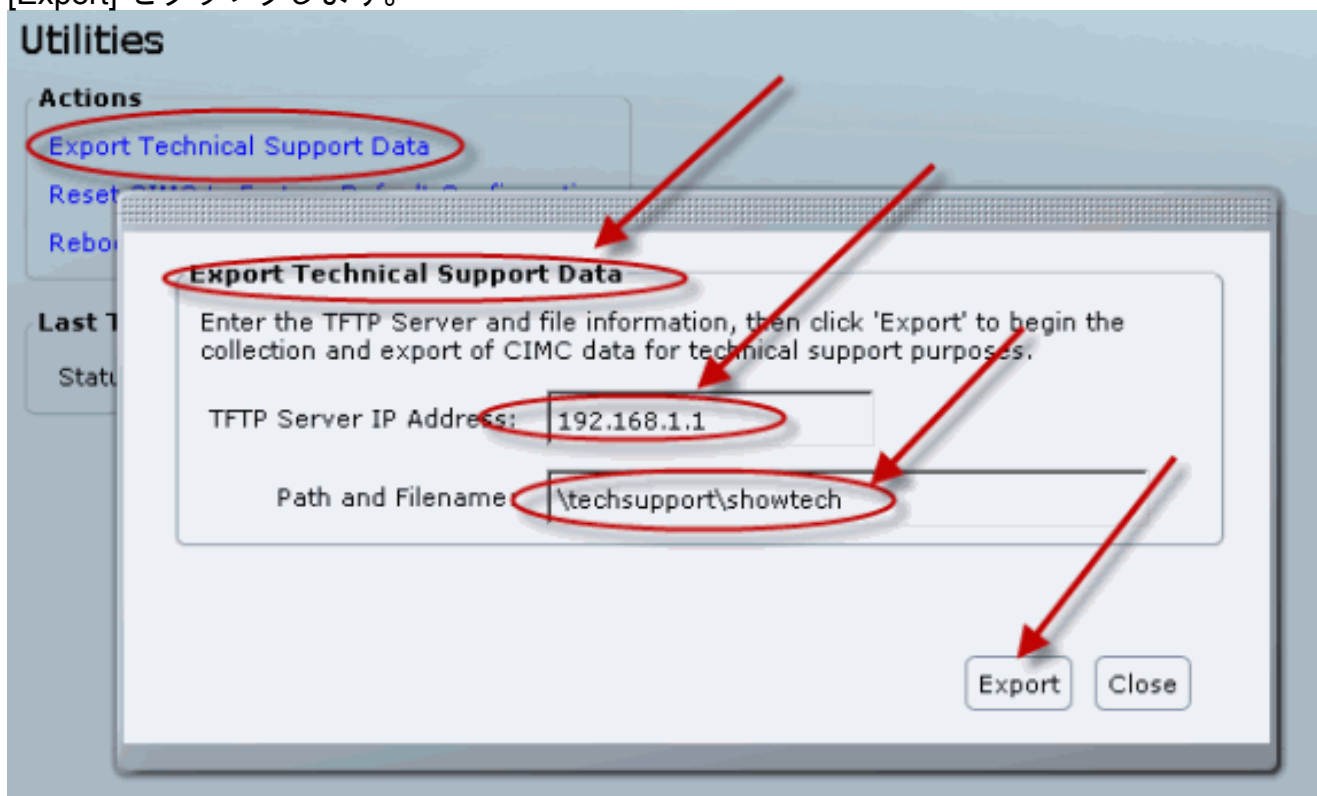 [Export] をクリックします。
Utilities
Actions
Export Technical Support Data
Reset
Rebo
Last T
Statu
Export Technical Support Data
Enter the TFTP Server and file information, then click 'Export' to begin the
collection and export of CIMC data for technical support purposes.
TFTP Server IP Address: 192.168.1.1
Path and Filename: \techsupport\showtech
Export Close